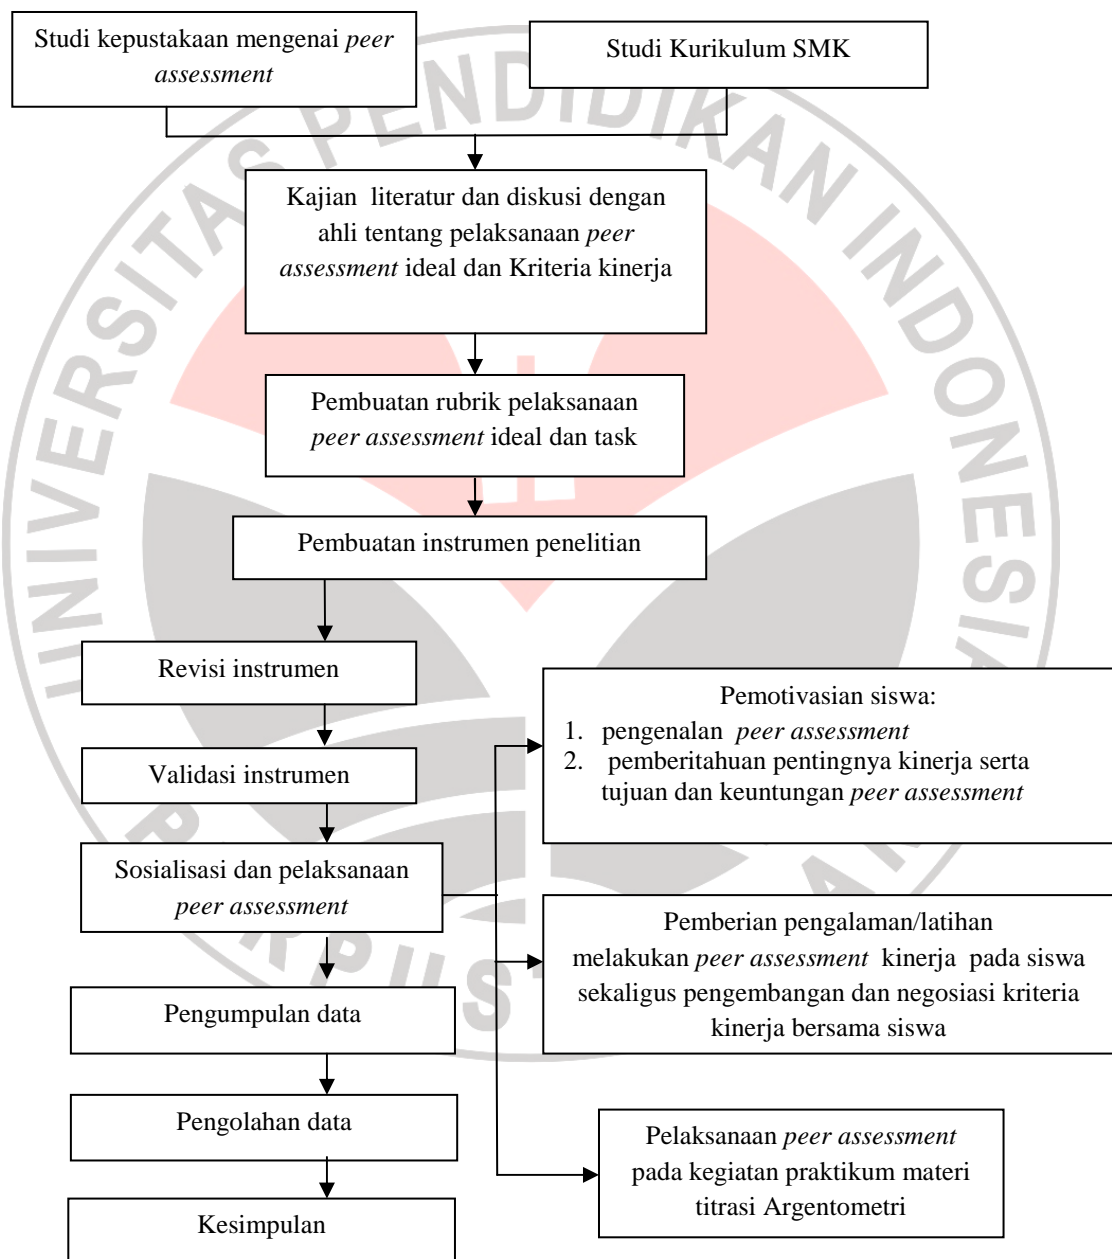 Studi kepustakaan mengenai peer
assessment
Studi Kurikulum SMK
Kajian literatur dan diskusi dengan
ahli tentang pelaksanaan peer
assessment ideal dan Kriteria kinerja
Pembuatan rubrik pelaksanaan
peer assessment ideal dan task
Pembuatan instrumen penelitian
Revisi instrumen
Validasi instrumen
Sosialisasi dan pelaksanaan
peer assessment
Pemotivasian siswa:
1. pengenalan peer assessment
2. pemberitahuan pentingnya kinerja serta
tujuan dan keuntungan peer assessment
Pemberian pengalaman/latihan
melakukan peer assessment kinerja pada siswa
sekaligus pengembangan dan negosiasi kriteria
kinerja bersama siswa
Pelaksanaan peer assessment
pada kegiatan praktikum materi
titrasi Argentometri
Pengumpulan data
Pengolahan data
Kesimpulan
UNIVERSITAS PENDIDIKAN INDONESIA